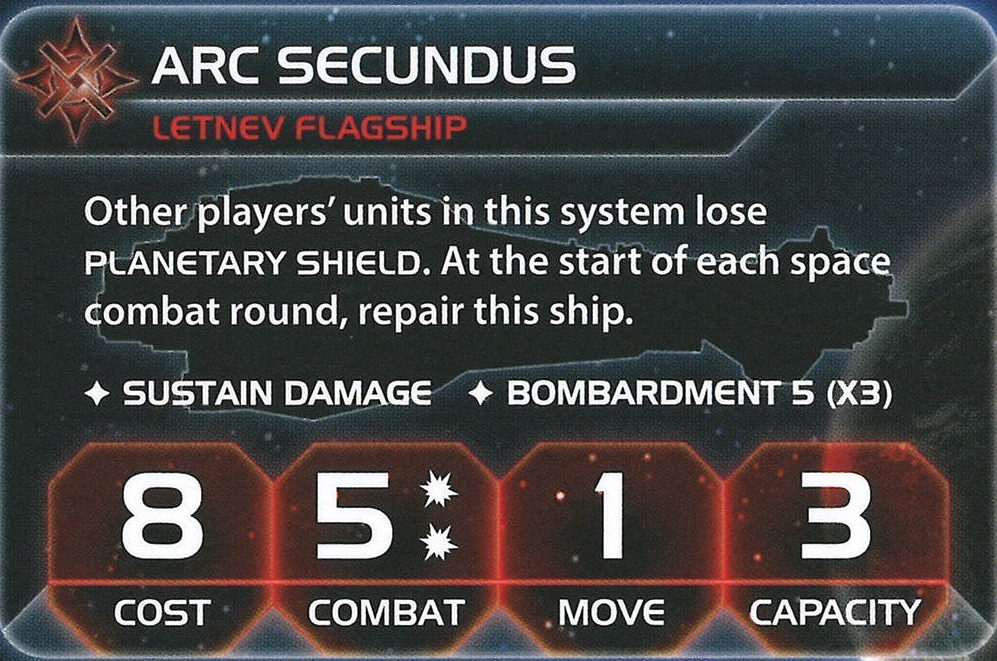 ARC SECUNDUS
LETNEV FLAGSHIP
Other players' units in this system lose
PLANETARY SHIELD. At the start of each space
combat round, repair this ship.
✦ SUSTAIN DAMAGE ✦ BOMBARDMENT 5 (X3)
8 5 1 3
COST COMBAT MOVE CAPACITY